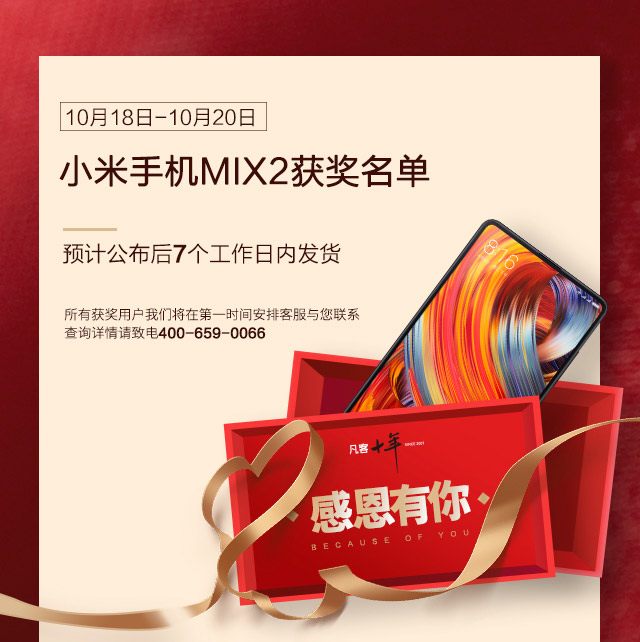 10月18日-10月20日
小米手机MIX2获奖名单
预计公布后7个工作日内发货
所有获奖用户我们将在第一时间安排客服与您联系
查询详情请致电400-659-0066
8:16
凡客 十年
感恩有你
BECAUSE OF YOU